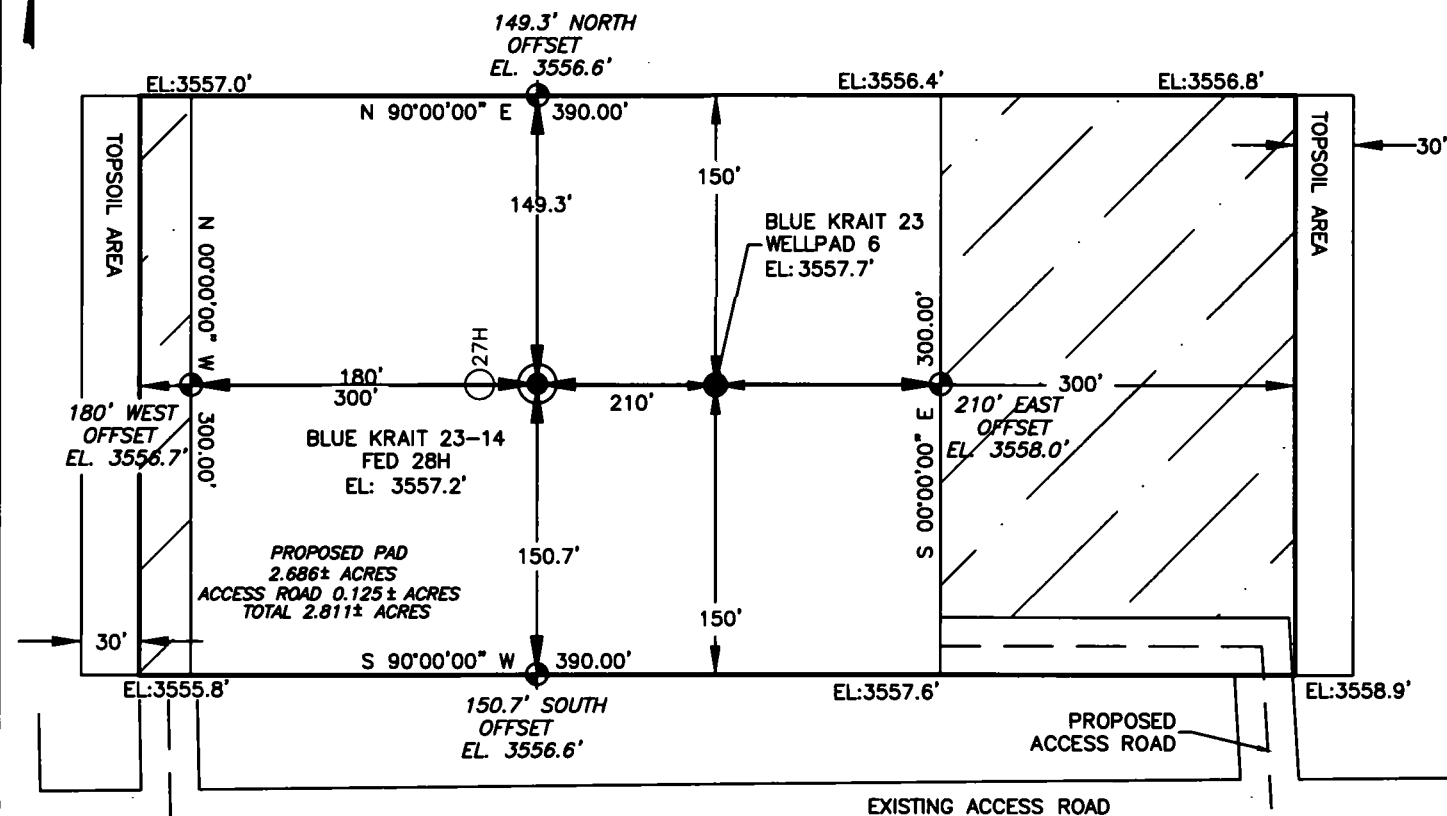 149.3' NORTH
OFFSET
EL. 3556.6'
EL:3557.0'
EL:3556.4'
EL:3556.8'
N 90°00'00" E
390.00'
TOPSOIL AREA
TOPSOIL AREA
30'
150'
149.3'
N 00°00'00" W
300.00'
BLUE KRAIT 23
WELLPAD 6
EL:3557.7'
27H
S 00°00'00" E
300.00'
180'
300'
210'
300'
180' WEST
OFFSET
EL. 3556.7'
210' EAST
OFFSET
EL. 3558.0'
BLUE KRAIT 23-14
FED 28H
EL: 3557.2'
PROPOSED PAD
2.686± ACRES
ACCESS ROAD 0.125± ACRES
TOTAL 2.811± ACRES
150.7'
150'
30'
S 90°00'00" W
390.00'
EL:3555.8'
EL:3557.6'
EL:3558.9'
150.7' SOUTH
OFFSET
EL. 3556.6'
PROPOSED
ACCESS ROAD
EXISTING ACCESS ROAD